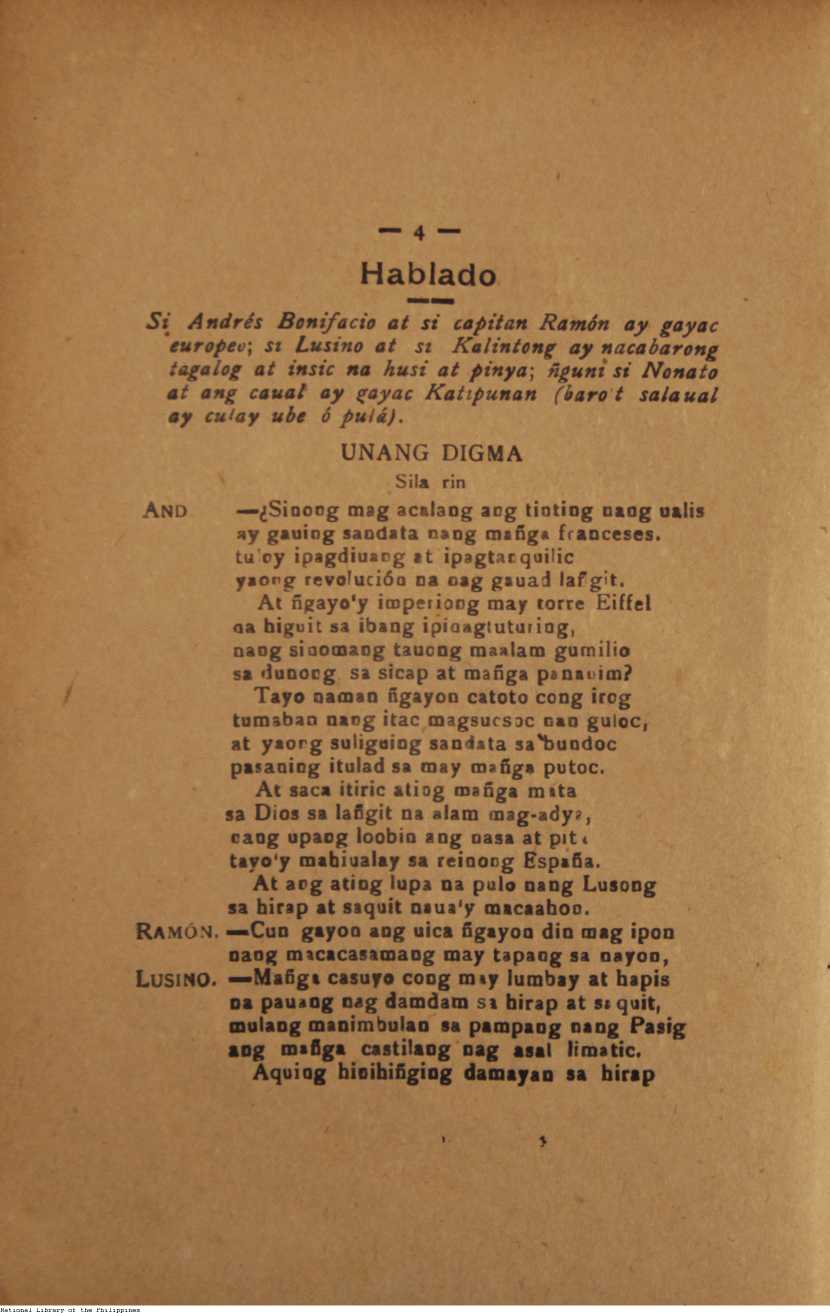 — 4 —
Hablado
Si Andrés Bonifacio at si capitan Ramón ay gayac
europeo; si Lusino at si Kalintong ay nacabarong
tagalog at insic na husi at pinya; ñguni si Nonato
at ang caual ay gayac Katipunan (baro't salaual
ay culay ube ó pulá).
UNANG DIGMA
Sila rin
AND —¿Sinong mag acalang ang tinting nang ualis
ay gauing sandata nang mañga franceses.
tuloy ipagdiuang at ipagtanquilic
yaong revolución na nag gauad lañgit.
At ñgayo'y imperiong may torre Eiffel
na higuit sa ibang ipinagtuturing,
nang sinomang tauong maalam gumilio
sa dunong sa sicap at mañga panauim?
Tayo naman ñgayon catoto cong irog
tumaban nang itac magsucsoc nan guloc,
at yaong suliguing sandata sa bundoc
pasaning itulad sa may mañga putoc.
At saca itiric ating mañga mata
sa Dios sa lañgit na alam mag-adya,
nang upang loobin ang nasa at pita
tayo'y mahiualay sa reinong España.
At ang ating lupa na pulo nang Lusong
sa hirap at saquit naua'y macaahon.
RAMÓN. —Cun gayon ang uica ñgayon din mag ipon
nang macacasamang may tapang sa nayon,
LUSINO. —Mañga casuyo cong may lumbay at hapis
na pauang nag damdam sa hirap at sa quit,
mulang manimbulan sa pampang nang Pasig
ang mañga castilang nag asal limatic.
Aquing hinihiñging damayan sa hirap
National Library of the Philippines